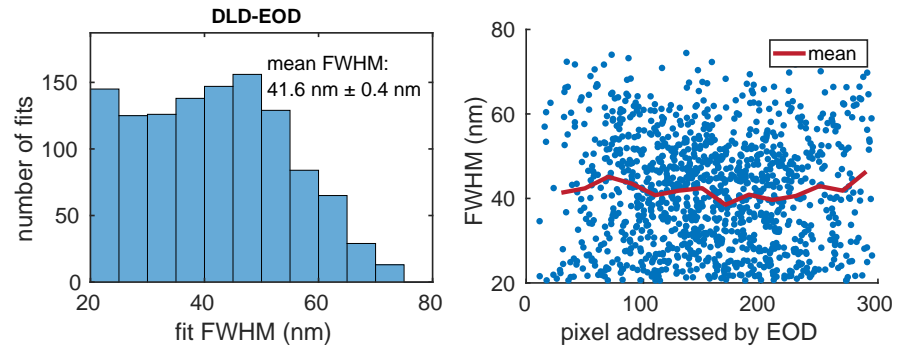 DLD-EOD
number of fits
150
100
50
0
mean FWHM:
41.6 nm ± 0.4 nm
20
40
60
80
fit FWHM (nm)
FWHM (nm)
80
60
40
20
mean
0
100
200
300
pixel addressed by EOD